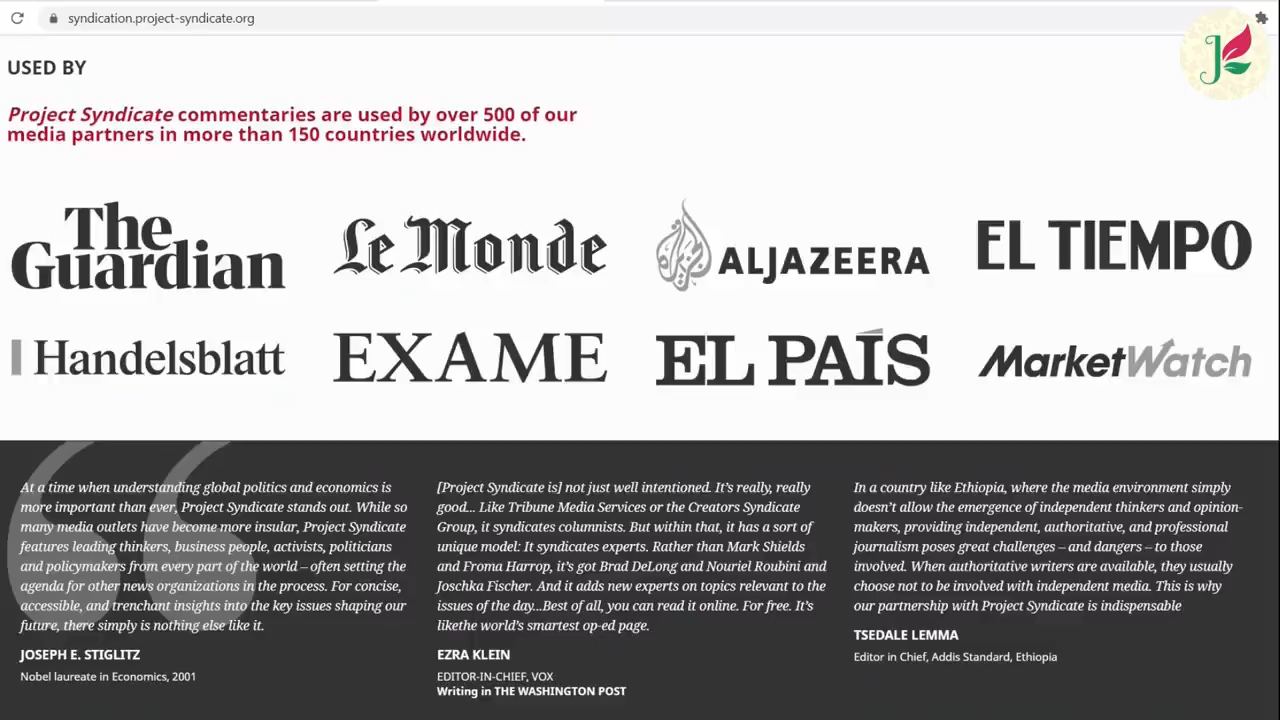 syndication.project-syndicate.org
USED BY
Project Syndicate commentaries are used by over 500 of our
media partners in more than 150 countries worldwide.
The
Guardian
Le Monde
ALJAZEERA
EL TIEMPO
Handelsblatt
EXAME
EL PAÍS
MarketWatch
At a time when understanding global politics and economics is
more important than ever, Project Syndicate stands out. While so
many media outlets have become more insular, Project Syndicate
features leading thinkers, business people, activists, politicians
and policymakers from every part of the world – often setting the
agenda for other news organizations in the process. For concise,
accessible, and trenchant insights into the key issues shaping our
future, there simply is nothing else like it.
JOSEPH E. STIGLITZ
Nobel laureate in Economics, 2001
[Project Syndicate is] not just well intentioned. It's really, really
good... Like Tribune Media Services or the Creators Syndicate
Group, it syndicates columnists. But within that, it has a sort of
unique model: It syndicates experts. Rather than Mark Shields
and Froma Harrop, it's got Brad DeLong and Nouriel Roubini and
Joschka Fischer. And it adds new experts on topics relevant to the
issues of the day...Best of all, you can read it online. For free. It's
likethe world's smartest op-ed page.
EZRA KLEIN
EDITOR-IN-CHIEF, VOX
Writing in THE WASHINGTON POST
In a country like Ethiopia, where the media environment simply
doesn't allow the emergence of independent thinkers and opinion-
makers, providing independent, authoritative, and professional
journalism poses great challenges – and dangers – to those
involved. When authoritative writers are available, they usually
choose not to be involved with independent media. This is why
our partnership with Project Syndicate is indispensable
TSEDALE LEMMA
Editor in Chief, Addis Standard, Ethiopia